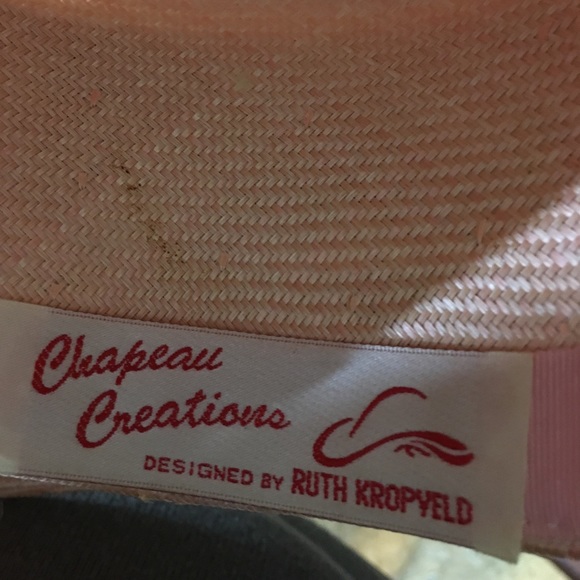 Chapeau
Creations
DESIGNED BY RUTH KROPVELD